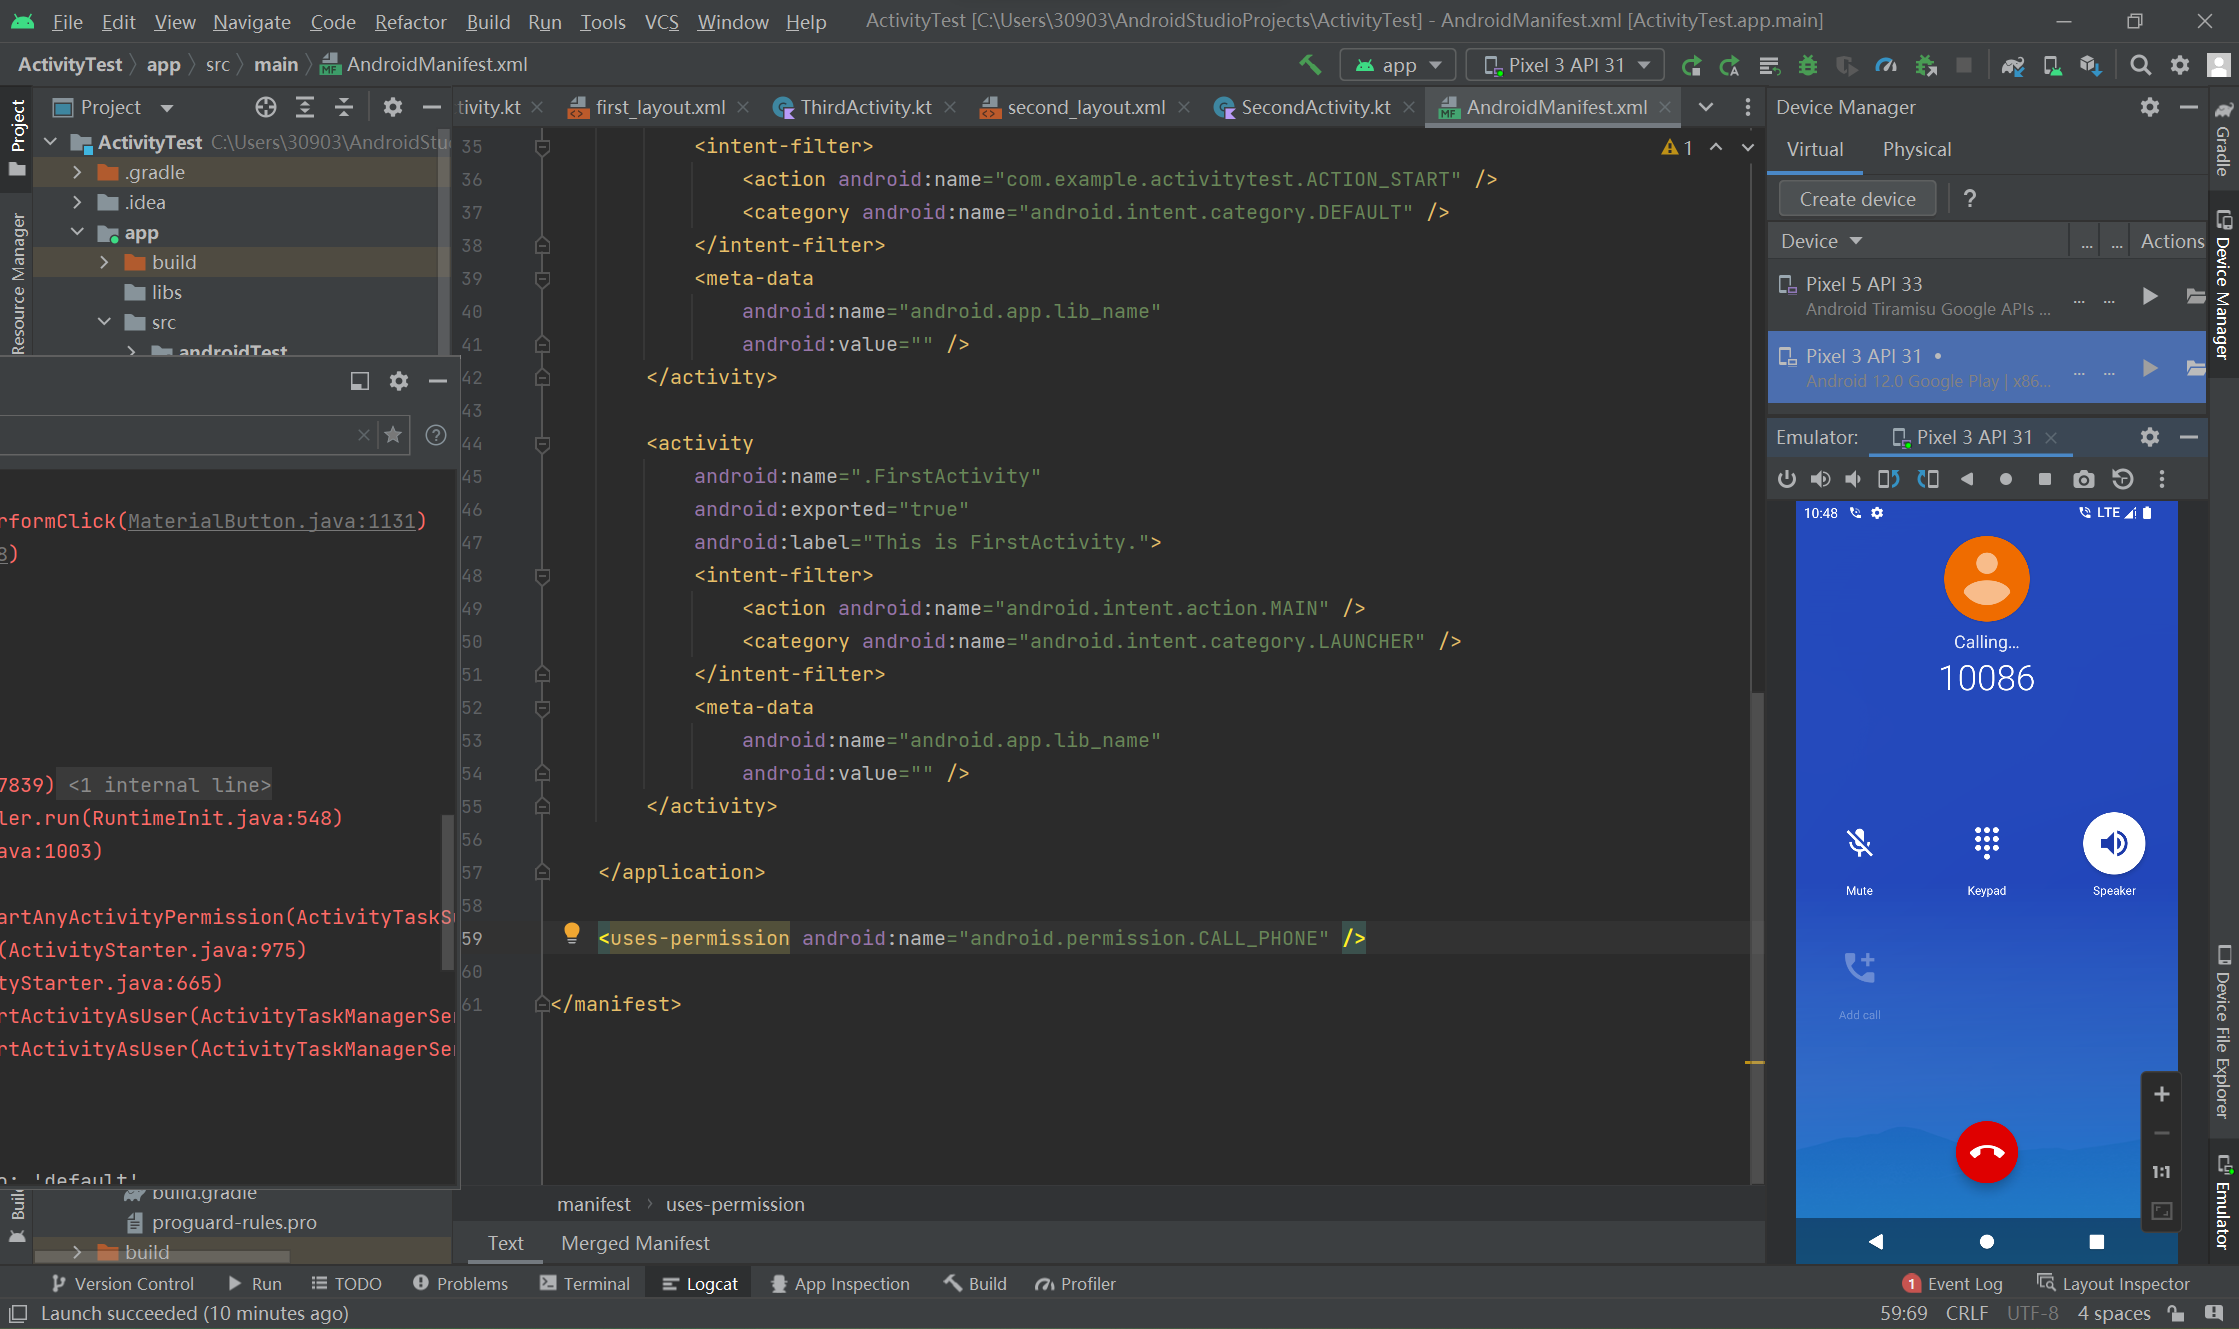 File Edit View Navigate Code Refactor Build Run Tools VCS Window Help ActivityTest [C:\Users\30903\AndroidStudioProjects\ActivityTest] - AndroidManifest.xml [ActivityTest.app.main]
ActivityTest app src main AndroidManifest.xml app Pixel 3 API 31
Project
Resource Manager
Project
ActivityTest C:\Users\30903\AndroidStu
.gradle
.idea
app
build
libs
src
androidTest
rformClick(MaterialButton.java:1131)
8)
7839) <1 internal line>
ler.run(RuntimeInit.java:548)
ava:1003)
artAnyActivityPermission(ActivityTaskS
(ActivityStarter.java:975)
tyStarter.java:665)
rtActivityAsUser(ActivityTaskManagerSe
rtActivityAsUser(ActivityTaskManagerSe
: 'default'
build.gradle
proguard-rules.pro
build
tivity.kt first_layout.xml ThirdActivity.kt second_layout.xml SecondActivity.kt AndroidManifest.xml
1
35 <intent-filter>
36 <action android:name="com.example.activitytest.ACTION_START" />
37 <category android:name="android.intent.category.DEFAULT" />
38 </intent-filter>
39 <meta-data
40 android:name="android.app.lib_name"
41 android:value="" />
42 </activity>
43
44 <activity
45 android:name=".FirstActivity"
46 android:exported="true"
47 android:label="This is FirstActivity.">
48 <intent-filter>
49 <action android:name="android.intent.action.MAIN" />
50 <category android:name="android.intent.category.LAUNCHER" />
51 </intent-filter>
52 <meta-data
53 android:name="android.app.lib_name"
54 android:value="" />
55 </activity>
56
57 </application>
58
59 <uses-permission android:name="android.permission.CALL_PHONE" />
60
61 </manifest>
manifest › uses-permission
Text Merged Manifest
Device Manager
Virtual Physical
Create device ?
Device ... ... Actions
Pixel 5 API 33
Android Tiramisu Google APIs ... ... ...
Pixel 3 API 31 •
Android 12.0 Google Play | x86... ... ...
Emulator: Pixel 3 API 31
10:48 LTE
Calling...
10086
Mute Keypad Speaker
Add call
1:1
Gradle
Device Manager
Device File Explorer
Emulator
Version Control Run TODO Problems Terminal Logcat App Inspection Build Profiler 1 Event Log Layout Inspector
Launch succeeded (10 minutes ago) 59:69 CRLF UTF-8 4 spaces